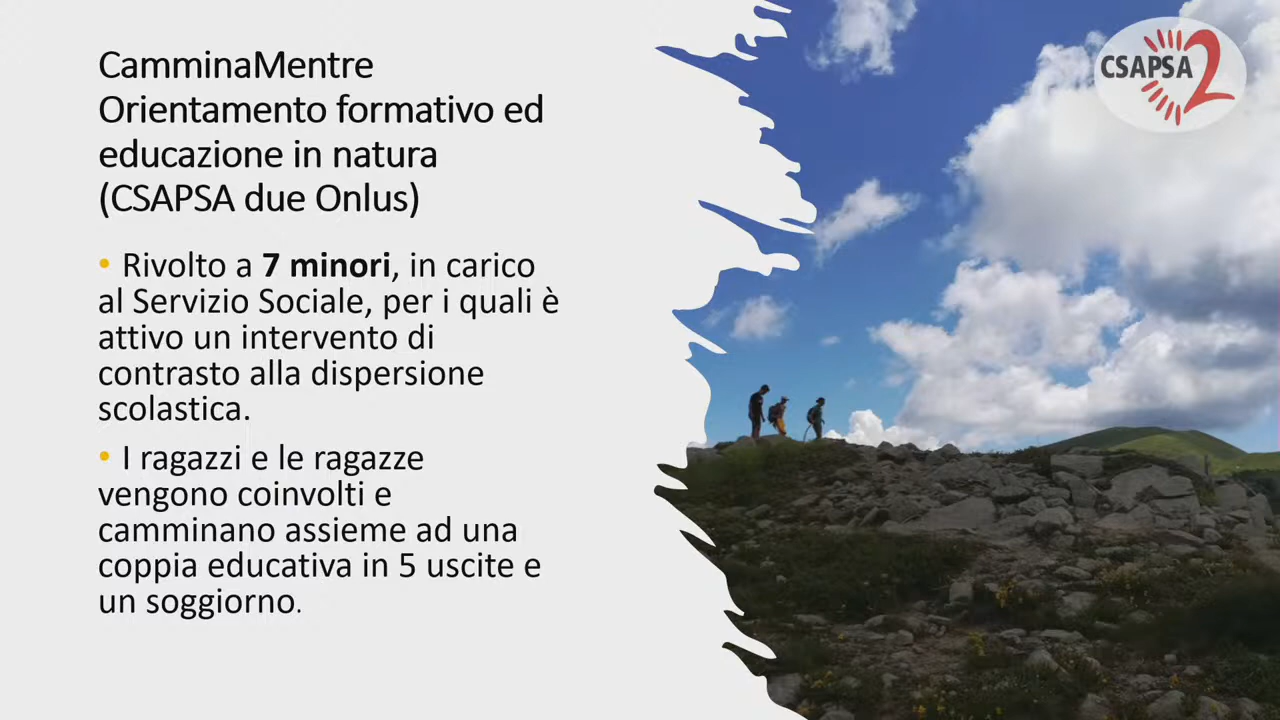 CamminaMentre
Orientamento formativo ed
educazione in natura
(CSAPSA due Onlus)
• Rivolto a 7 minori, in carico
al Servizio Sociale, per i quali è
attivo un intervento di
contrasto alla dispersione
scolastica.
• I ragazzi e le ragazze
vengono coinvolti e
camminano assieme ad una
coppia educativa in 5 uscite e
un soggiorno.
CSAPSA 2